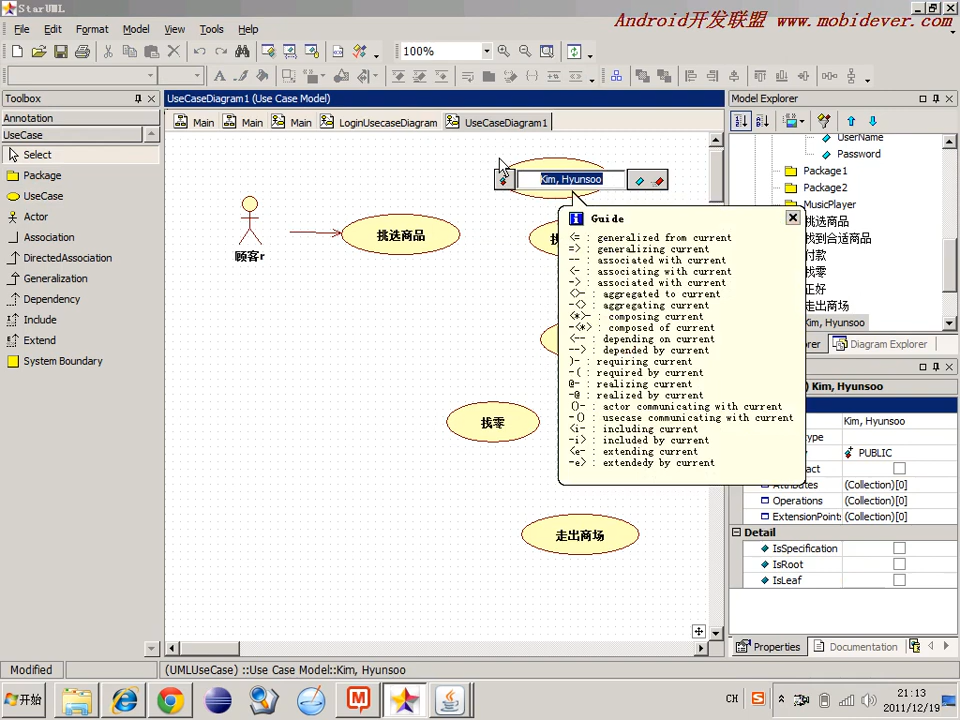 StarUML
Android开发联盟 www.mobidever.com
File Edit Format Model View Tools Help
100%
Toolbox
UseCaseDiagram1 (Use Case Model)
Model Explorer
Annotation
UseCase
Select
Package
UseCase
Actor
Association
DirectedAssociation
Generalization
Dependency
Include
Extend
System Boundary
Main Main Main LoginUsecaseDiagram UseCaseDiagram1
Kim, Hyunsoo
顾客r
挑选商品
找零
走出商场
Guide
<= : generalized from current
=> : generalizing current
-- : associated with current
<- : associating with current
-> : associated with current
<>- : aggregated to current
-<> : aggregating current
<*>- : composing current
-<*> : composed of current
<-- : depending on current
--> : depended by current
)- : requiring current
-( : required by current
@- : realizing current
-@ : realized by current
()- : actor communicating with current
-() : usecase communicating with current
<i- : including current
-i> : included by current
<e- : extending current
-e> : extendedy by current
UserName
Password
Package1
Package2
MusicPlayer
挑选商品
找到合适商品
付款
找零
正好
走出商场
Kim, Hyunsoo
Diagram Explorer
) Kim, Hyunsoo
Kim, Hyunsoo
PUBLIC
Attributes (Collection)[0]
Operations (Collection)[0]
ExtensionPoints (Collection)[0]
Detail
IsSpecification
IsRoot
IsLeaf
Properties Documentation
Modified
(UMLUseCase) ::Use Case Model::Kim, Hyunsoo
开始
CH
21:13
2011/12/19